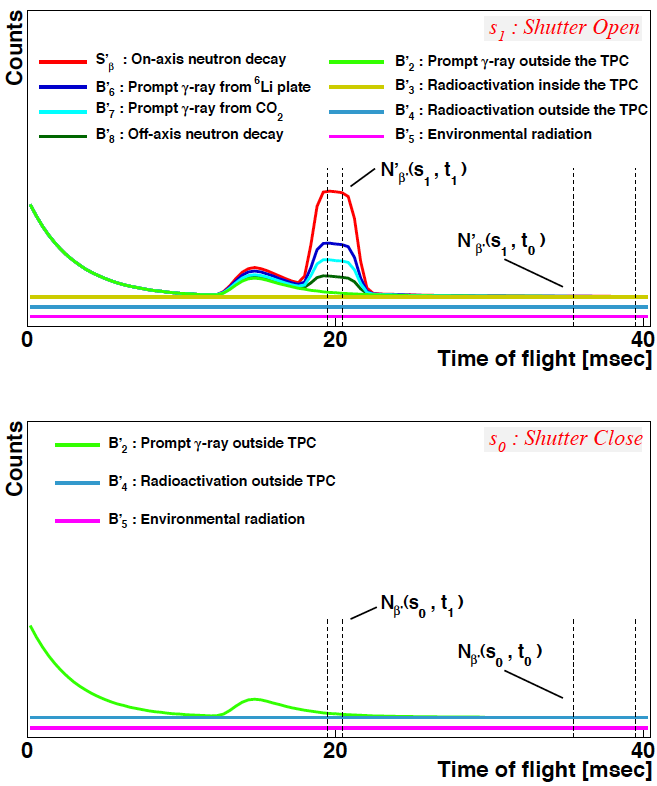 Counts
s₁ : Shutter Open
S'β : On-axis neutron decay
B'₆ : Prompt γ-ray from ⁶Li plate
B'₇ : Prompt γ-ray from CO₂
B'₈ : Off-axis neutron decay
B'₂ : Prompt γ-ray outside the TPC
B'₃ : Radioactivation inside the TPC
B'₄ : Radioactivation outside the TPC
B'₅ : Environmental radiation
N'β'(s₁ , t₁ )
N'β'(s₁ , t₀ )
0 20 40
Time of flight [msec]
Counts
s₀ : Shutter Close
B'₂ : Prompt γ-ray outside TPC
B'₄ : Radioactivation outside TPC
B'₅ : Environmental radiation
Nβ'(s₀ , t₁ )
Nβ'(s₀ , t₀ )
0 20 40
Time of flight [msec]